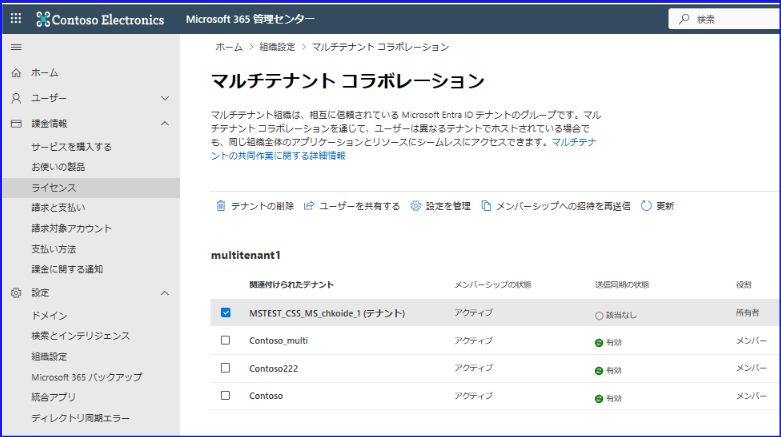 Contoso Electronics
Microsoft 365 管理センター
検索
ホーム
ユーザー
課金情報
サービスを購入する
お使いの製品
ライセンス
請求と支払い
請求対象アカウント
支払い方法
課金に関する通知
設定
ドメイン
検索とインテリジェンス
組織設定
Microsoft 365 バックアップ
統合アプリ
ディレクトリ同期エラー
ホーム > 組織設定 > マルチテナント コラボレーション
マルチテナント コラボレーション
マルチテナント組織は、相互に信頼されている Microsoft Entra ID テナントのグループです。マル
チテナント コラボレーションを通じて、ユーザーは異なるテナントでホストされている場合で
も、同じ組織全体のアプリケーションとリソースにシームレスにアクセスできます。マルチテナ
ントの共同作業に関する詳細情報
テナントの削除 ユーザーを共有する 設定を管理 メンバーシップへの招待を再送信 更新
multitenant1
関連付けられたテナント メンバーシップの状態 送信同期の状態 役割
MSTEST_CSS_MS_chkoide_1 (テナント) アクティブ 該当なし 所有者
Contoso_multi アクティブ 有効 メンバー
Contoso222 アクティブ 有効 メンバー
Contoso アクティブ 有効 メンバー